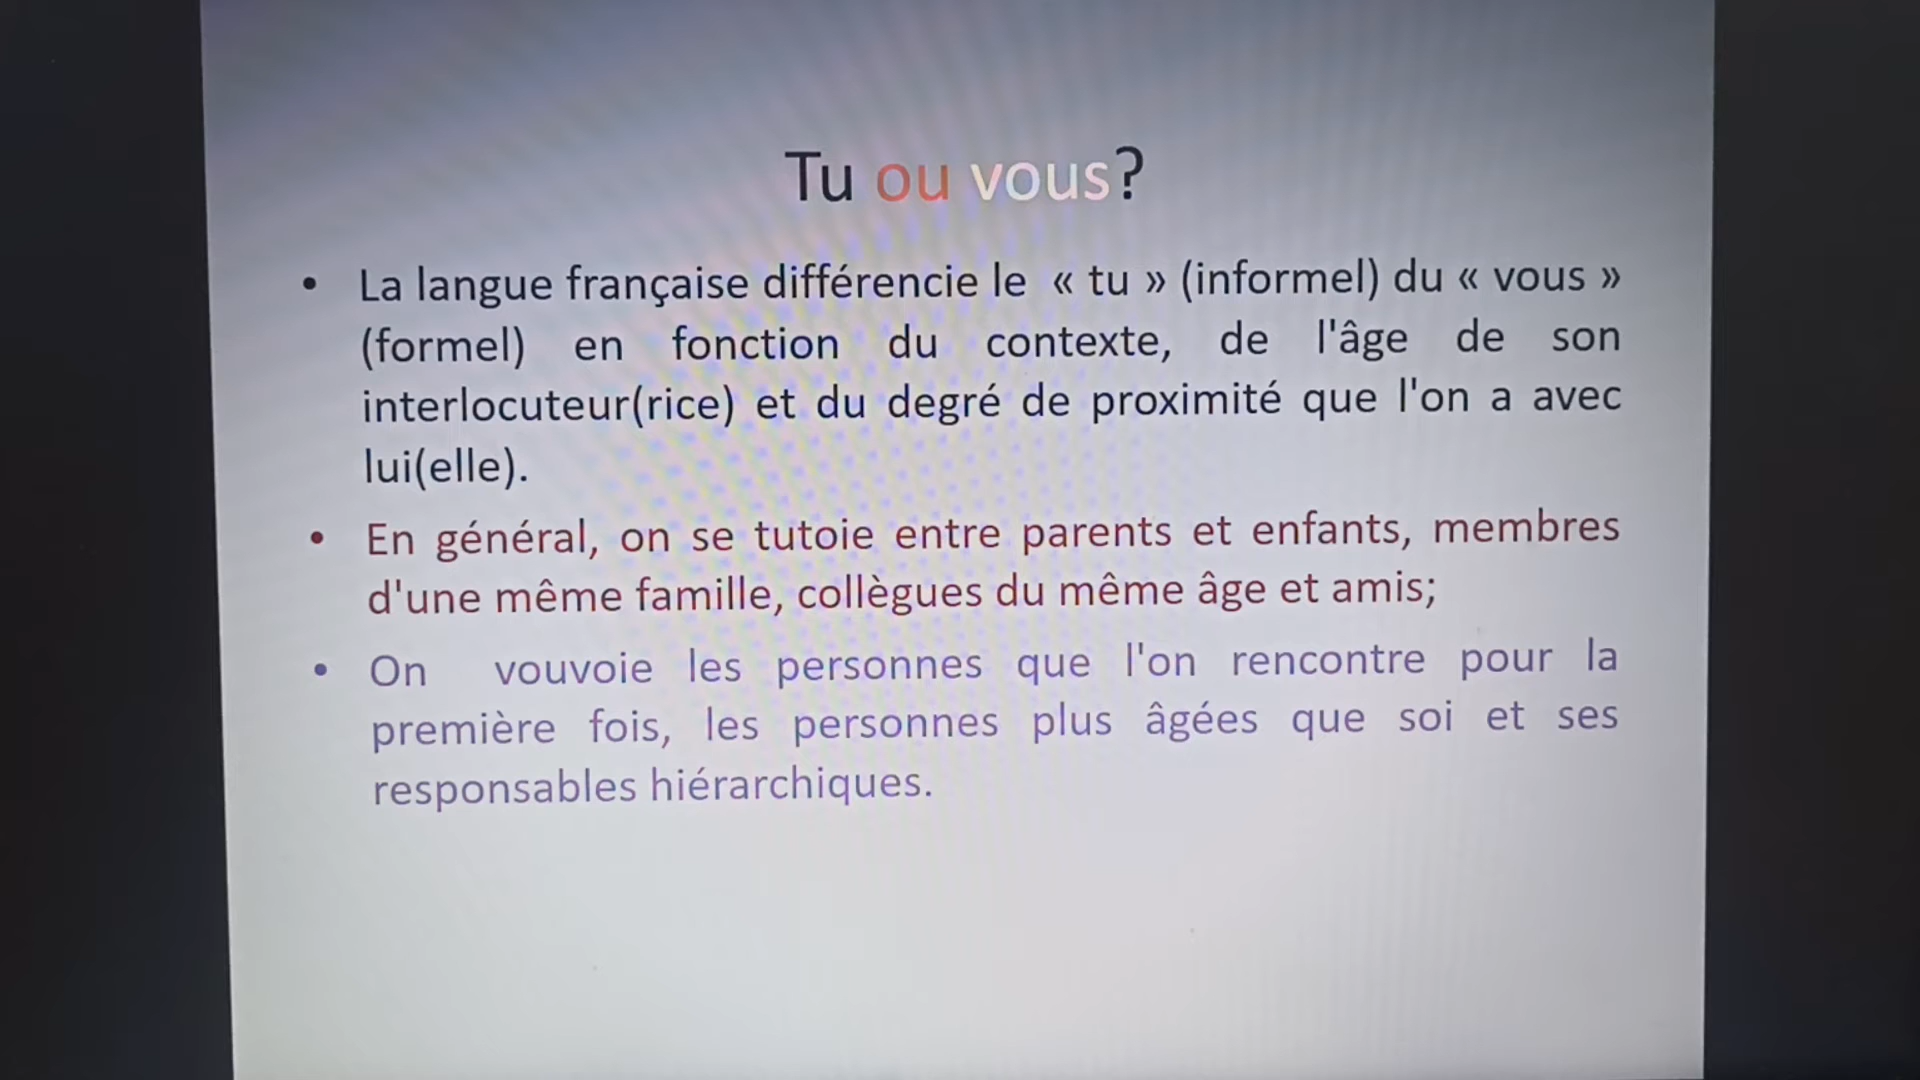 Tu ou vous?
• La langue française différencie le « tu » (informel) du « vous »
(formel) en fonction du contexte, de l'âge de son
interlocuteur(rice) et du degré de proximité que l'on a avec
lui(elle).
• En général, on se tutoie entre parents et enfants, membres
d'une même famille, collègues du même âge et amis;
• On vouvoie les personnes que l'on rencontre pour la
première fois, les personnes plus âgées que soi et ses
responsables hiérarchiques.